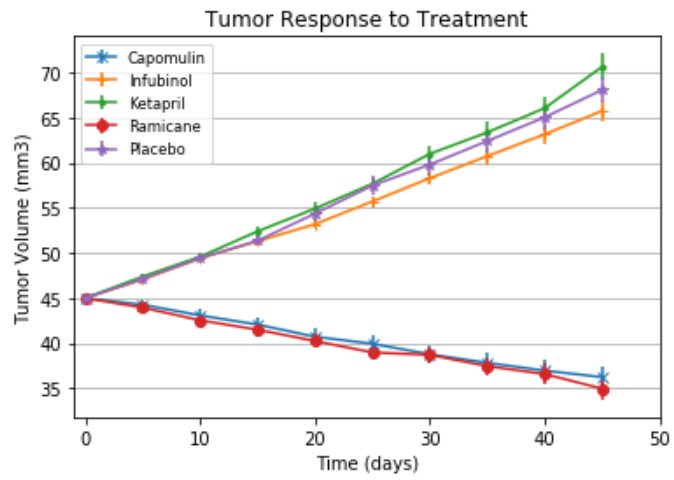 Tumor Response to Treatment
Capomulin
Infubinol
Ketapril
Ramicane
Placebo
Tumor Volume (mm3)
70
65
60
55
50
45
40
35
0
10
20
30
40
50
Time (days)